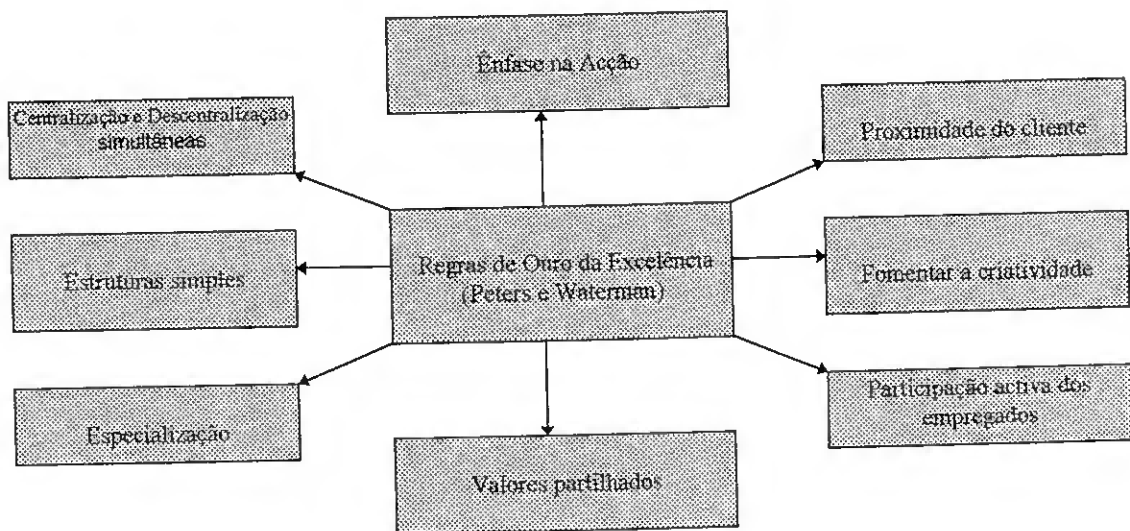 Ênfase na Acção
Centralização e Descentralização
simultâneas
Proximidade do cliente
Estruturas simples
Regras de Ouro da Excelência
(Peters e Waterman)
Fomentar a criatividade
Especialização
Participação activa dos
empregados
Valores partilhados